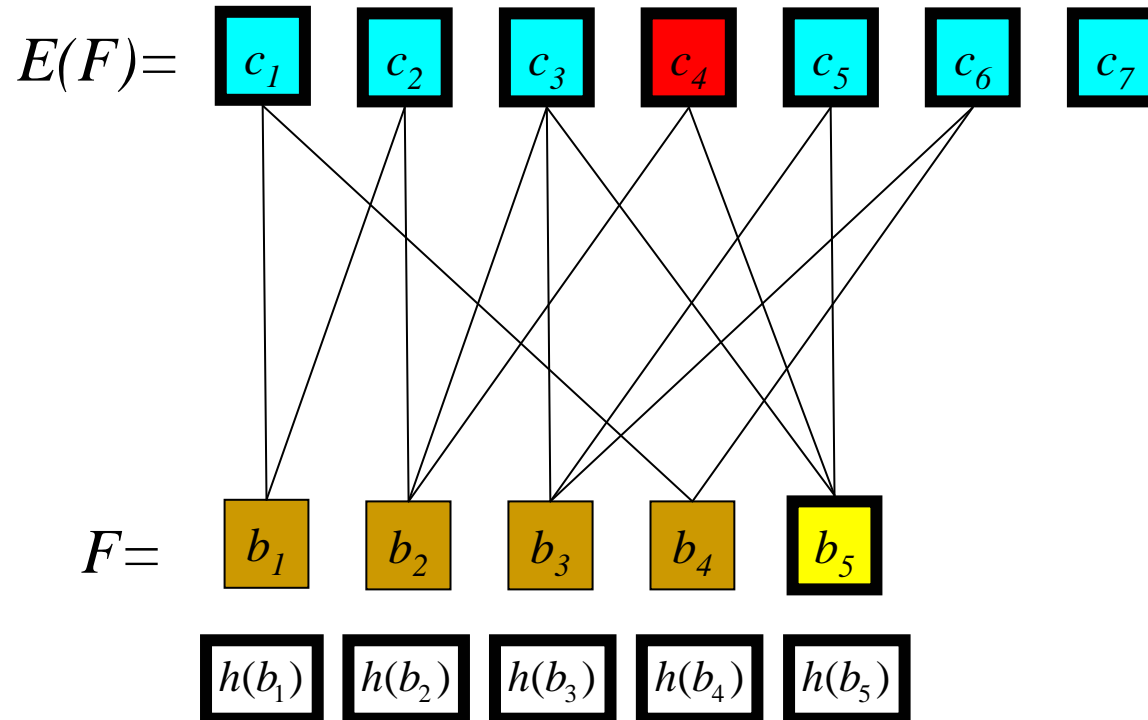 E(F)= c₁ c₂ c₃ c₄ c₅ c₆ c₇
F= b₁ b₂ b₃ b₄ b₅
h(b₁) h(b₂) h(b₃) h(b₄) h(b₅)